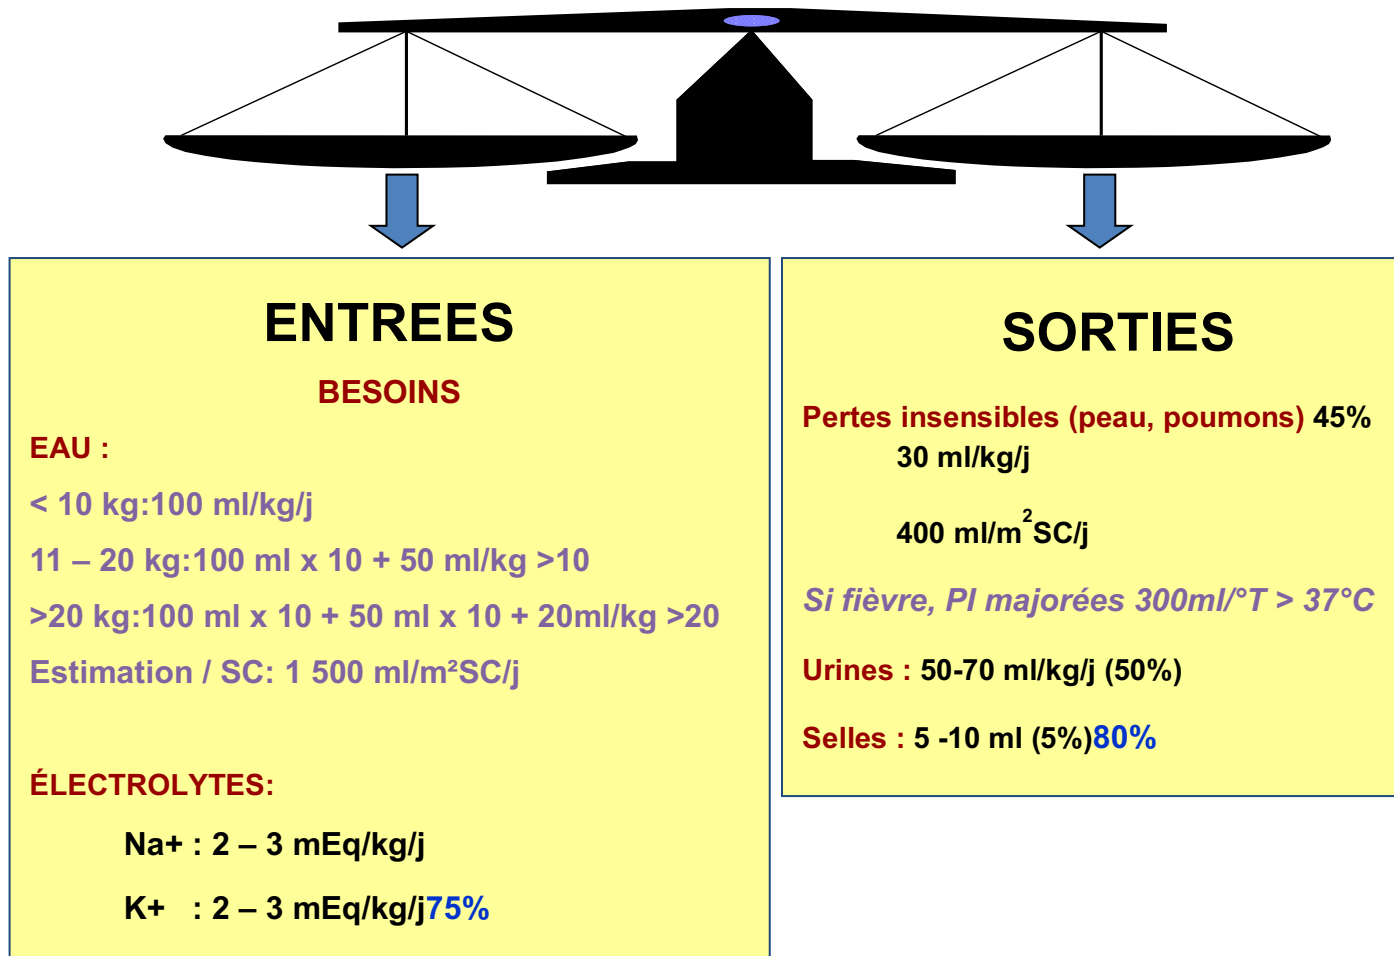 ENTREES
BESOINS
EAU :
< 10 kg:100 ml/kg/j
11 – 20 kg:100 ml x 10 + 50 ml/kg >10
>20 kg:100 ml x 10 + 50 ml x 10 + 20ml/kg >20
Estimation / SC: 1 500 ml/m²SC/j
ÉLECTROLYTES:
Na+ : 2 – 3 mEq/kg/j
K+ : 2 – 3 mEq/kg/j75%
SORTIES
Pertes insensibles (peau, poumons) 45%
30 ml/kg/j
400 ml/m²SC/j
Si fièvre, PI majorées 300ml/°T > 37°C
Urines : 50-70 ml/kg/j (50%)
Selles : 5 -10 ml (5%)80%